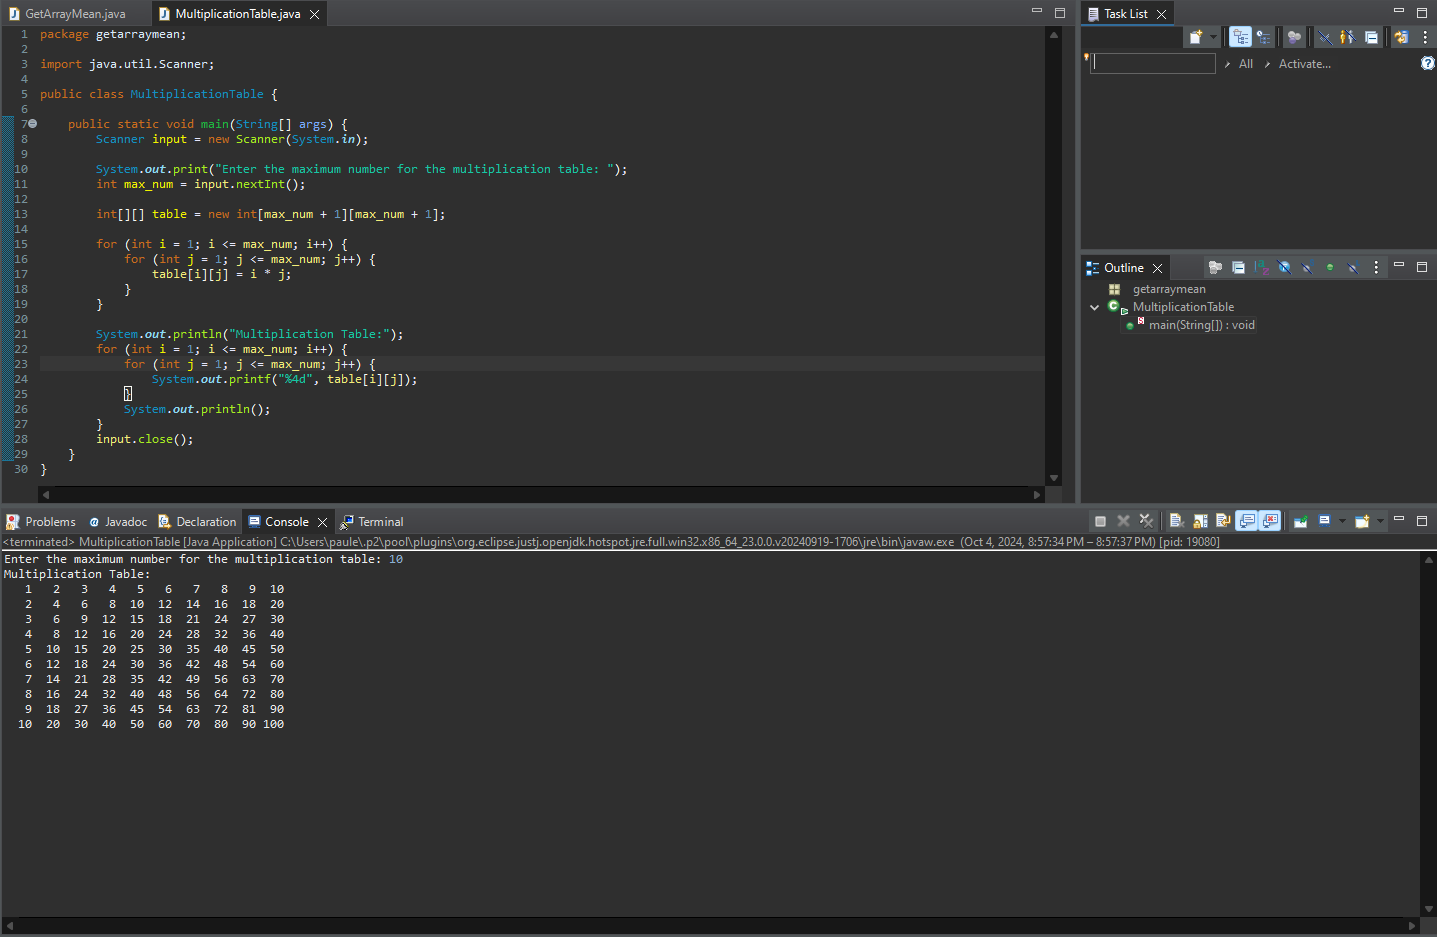 GetArrayMean.java
MultiplicationTable.java
1 package getarraymean;
2
3 import java.util.Scanner;
4
5 public class MultiplicationTable {
6
7     public static void main(String[] args) {
8         Scanner input = new Scanner(System.in);
9
10         System.out.print("Enter the maximum number for the multiplication table: ");
11         int max_num = input.nextInt();
12
13         int[][] table = new int[max_num + 1][max_num + 1];
14
15         for (int i = 1; i <= max_num; i++) {
16             for (int j = 1; j <= max_num; j++) {
17                 table[i][j] = i * j;
18             }
19         }
20
21         System.out.println("Multiplication Table:");
22         for (int i = 1; i <= max_num; i++) {
23             for (int j = 1; j <= max_num; j++) {
24                 System.out.printf("%4d", table[i][j]);
25             }
26             System.out.println();
27         }
28         input.close();
29     }
30 }
Task List
All Activate...
Outline
getarraymean
MultiplicationTable
main(String[]) : void
Problems Javadoc Declaration Console Terminal
<terminated> MultiplicationTable [Java Application] C:\Users\paule\.p2\pool\plugins\org.eclipse.justj.openjdk.hotspot.jre.full.win32.x86_64_23.0.0.v20240919-1706\jre\bin\javaw.exe (Oct 4, 2024, 8:57:34 PM – 8:57:37 PM) [pid: 19080]
Enter the maximum number for the multiplication table: 10
Multiplication Table:
   1   2   3   4   5   6   7   8   9  10
   2   4   6   8  10  12  14  16  18  20
   3   6   9  12  15  18  21  24  27  30
   4   8  12  16  20  24  28  32  36  40
   5  10  15  20  25  30  35  40  45  50
   6  12  18  24  30  36  42  48  54  60
   7  14  21  28  35  42  49  56  63  70
   8  16  24  32  40  48  56  64  72  80
   9  18  27  36  45  54  63  72  81  90
  10  20  30  40  50  60  70  80  90 100